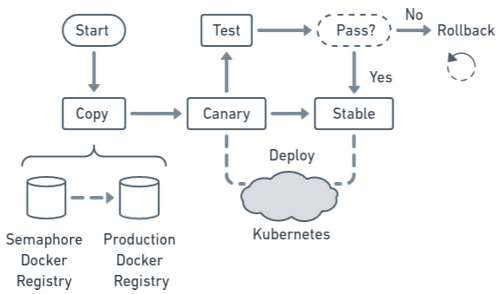 Start
Test
Pass?
No
Rollback
Yes
Copy
Canary
Stable
Deploy
Kubernetes
Semaphore
Docker
Registry
Production
Docker
Registry